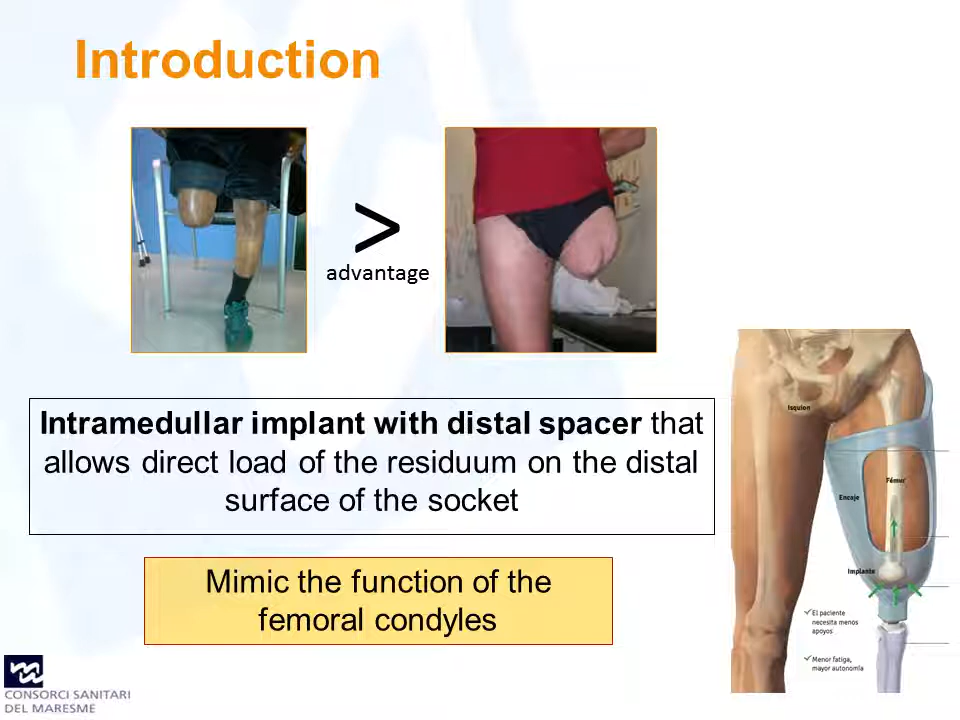 Introduction
>
advantage
Intramedullar implant with distal spacer that
allows direct load of the residuum on the distal
surface of the socket
Mimic the function of the
femoral condyles
Isquion
Fémur
Encaje
Implante
✓El paciente
necesita menos
apoyos
✓Menor fatiga,
mayor autonomía
CONSORCI SANITARI
DEL MARESME